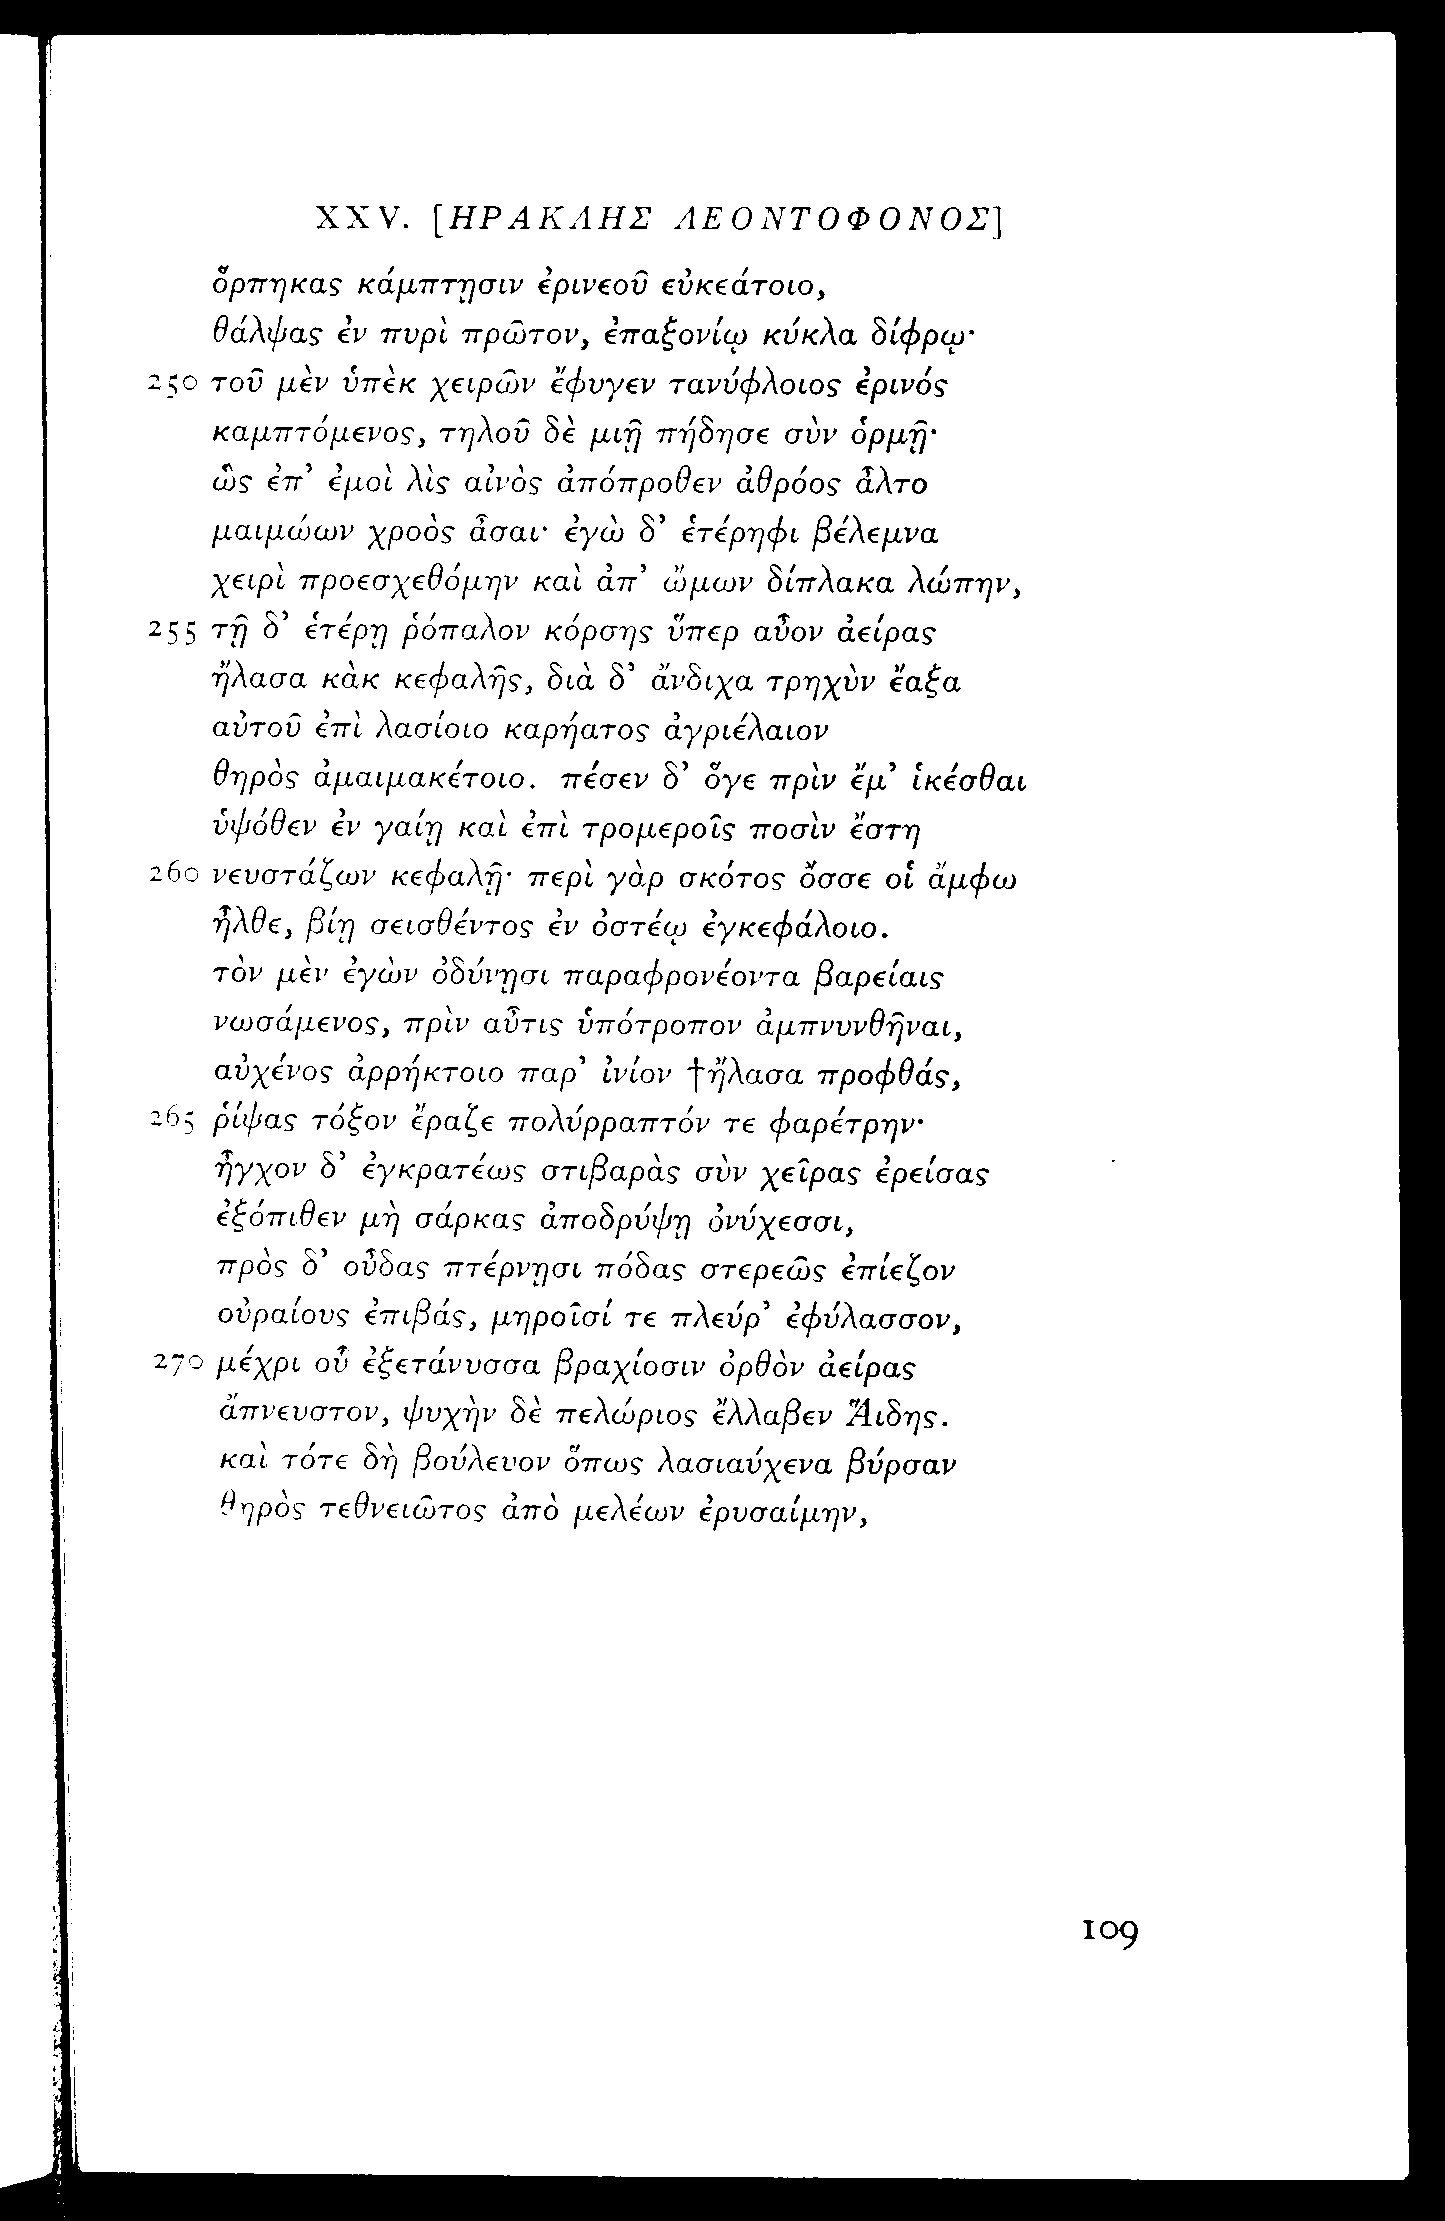 XXV. [ΗΡΑΚΛΗΣ ΛΕΟΝΤΟΦΟΝΟΣ]
ὅρπηκας κάμπτῃσιν ἐρινεοῦ εὐκεάτοιο,
θάλψας ἐν πυρὶ πρῶτον, ἐπαξονίῳ κύκλα δίφρῳ·
250 τοῦ μὲν ὑπὲκ χειρῶν ἔφυγεν τανύφλοιος ἐρινός
καμπτόμενος, τηλοῦ δὲ μιῇ πήδησε σὺν ὁρμῇ·
ὣς ἐπ’ ἐμοὶ λὶς αἰνὸς ἀπόπροθεν ἀθρόος ἆλτο
μαιμώων χροὸς ἆσαι· ἐγὼ δ’ ἑτέρηφι βέλεμνα
χειρὶ προεσχεθόμην καὶ ἀπ’ ὤμων δίπλακα λώπην,
255 τῇ δ’ ἑτέρῃ ῥόπαλον κόρσης ὕπερ αὖον ἀείρας
ἤλασα κὰκ κεφαλῆς, διὰ δ’ ἄνδιχα τρηχὺν ἔαξα
αὐτοῦ ἐπὶ λασίοιο καρήατος ἀγριέλαιον
θηρὸς ἀμαιμακέτοιο. πέσεν δ’ ὅγε πρὶν ἔμ’ ἱκέσθαι
ὑψόθεν ἐν γαίῃ καὶ ἐπὶ τρομεροῖς ποσὶν ἔστη
260 νευστάζων κεφαλῇ· περὶ γὰρ σκότος ὄσσε οἱ ἄμφω
ἦλθε, βίῃ σεισθέντος ἐν ὀστέῳ ἐγκεφάλοιο.
τὸν μὲν ἐγὼν ὀδύνῃσι παραφρονέοντα βαρείαις
νωσάμενος, πρὶν αὖτις ὑπότροπον ἀμπνυνθῆναι,
αὐχένος ἀρρήκτοιο παρ’ ἰνίον †ἤλασα προφθάς,
265 ῥίψας τόξον ἔραζε πολύρραπτόν τε φαρέτρην·
ἦγχον δ’ ἐγκρατέως στιβαρὰς σὺν χεῖρας ἐρείσας
ἐξόπιθεν μὴ σάρκας ἀποδρύψῃ ὀνύχεσσι,
πρὸς δ’ οὖδας πτέρνῃσι πόδας στερεῶς ἐπίεζον
οὐραίους ἐπιβάς, μηροῖσί τε πλεύρ’ ἐφύλασσον,
270 μέχρι οὗ ἐξετάνυσσα βραχίοσιν ὀρθὸν ἀείρας
ἄπνευστον, ψυχὴν δὲ πελώριος ἔλλαβεν Ἅιδης.
καὶ τότε δὴ βούλευον ὅπως λασιαύχενα βύρσαν
θηρὸς τεθνειῶτος ἀπὸ μελέων ἐρυσαίμην,
109